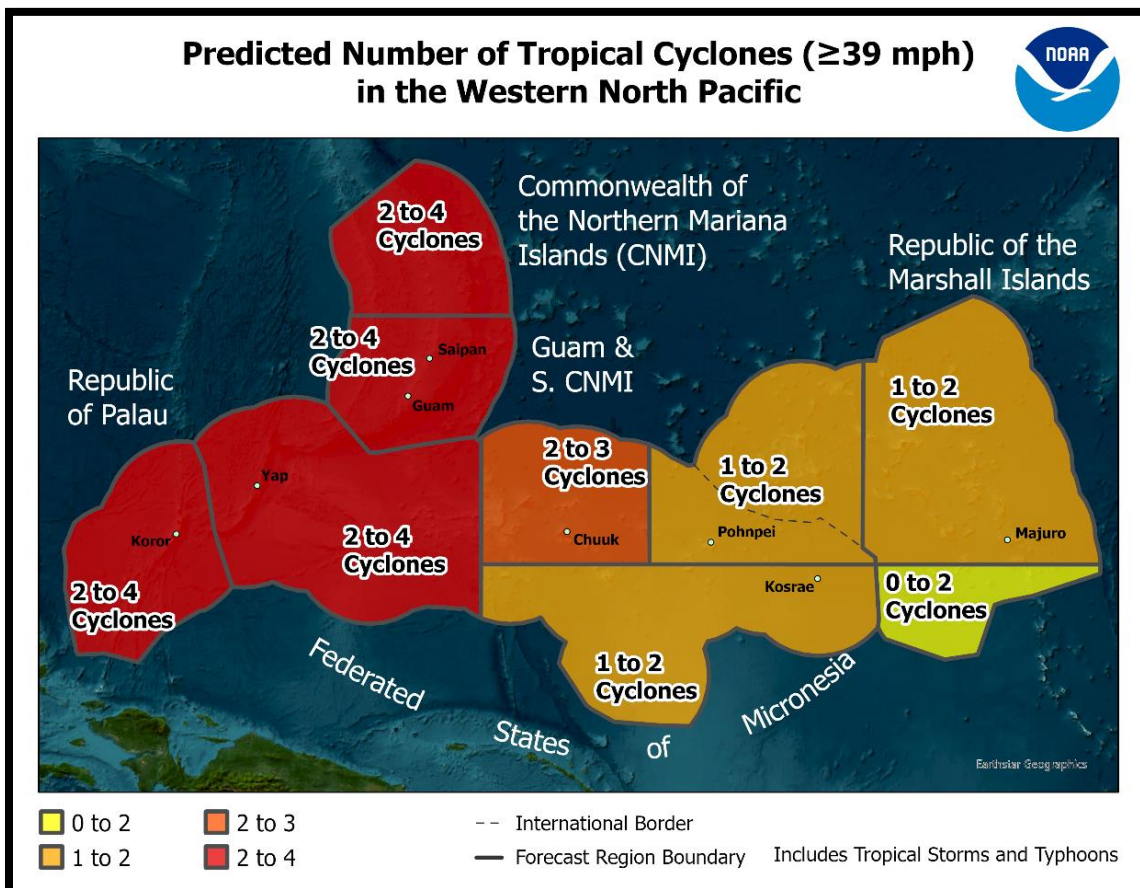 Predicted Number of Tropical Cyclones (≥39 mph)
in the Western North Pacific
NOAA
2 to 4
Cyclones
Commonwealth of
the Northern Mariana
Islands (CNMI)
Republic of the
Marshall Islands
2 to 4
Cyclones
Saipan
Guam
Guam &
S. CNMI
Republic
of Palau
1 to 2
Cyclones
2 to 3
Cyclones
1 to 2
Cyclones
Yap
Koror
2 to 4
Cyclones
Chuuk
Pohnpei
Majuro
2 to 4
Cyclones
Kosrae
0 to 2
Cyclones
1 to 2
Cyclones
Federated
States
of
Micronesia
Earthstar Geographics
0 to 2
1 to 2
2 to 3
2 to 4
International Border
Forecast Region Boundary
Includes Tropical Storms and Typhoons